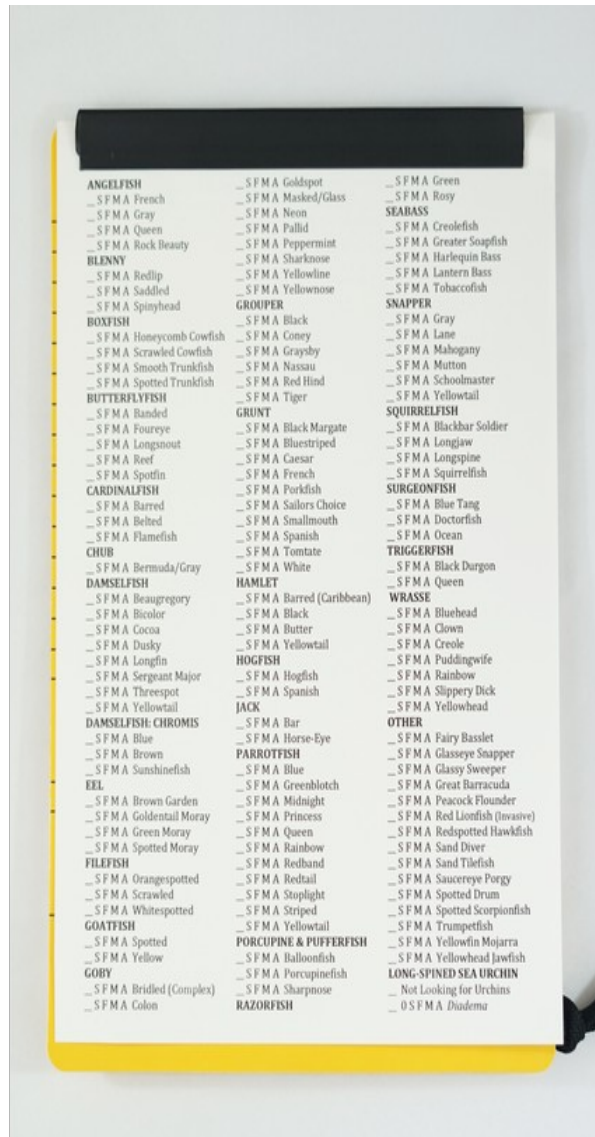 ANGELFISH
_ S F M A French
_ S F M A Gray
_ S F M A Queen
_ S F M A Rock Beauty
BLENNY
_ S F M A Redlip
_ S F M A Saddled
_ S F M A Spinyhead
BOXFISH
_ S F M A Honeycomb Cowfish
_ S F M A Scrawled Cowfish
_ S F M A Smooth Trunkfish
_ S F M A Spotted Trunkfish
BUTTERFLYFISH
_ S F M A Banded
_ S F M A Foureye
_ S F M A Longsnout
_ S F M A Reef
_ S F M A Spotfin
CARDINALFISH
_ S F M A Barred
_ S F M A Belted
_ S F M A Flamefish
CHUB
_ S F M A Bermuda/Gray
DAMSELFISH
_ S F M A Beaugregory
_ S F M A Bicolor
_ S F M A Cocoa
_ S F M A Dusky
_ S F M A Longfin
_ S F M A Sergeant Major
_ S F M A Threespot
_ S F M A Yellowtail
DAMSELFISH: CHROMIS
_ S F M A Blue
_ S F M A Brown
_ S F M A Sunshinefish
EEL
_ S F M A Brown Garden
_ S F M A Goldentail Moray
_ S F M A Green Moray
_ S F M A Spotted Moray
FILEFISH
_ S F M A Orangespotted
_ S F M A Scrawled
_ S F M A Whitespotted
GOATFISH
_ S F M A Spotted
_ S F M A Yellow
GOBY
_ S F M A Bridled (Complex)
_ S F M A Colon
_ S F M A Goldspot
_ S F M A Masked/Glass
_ S F M A Neon
_ S F M A Pallid
_ S F M A Peppermint
_ S F M A Sharknose
_ S F M A Yellowline
_ S F M A Yellownose
GROUPER
_ S F M A Black
_ S F M A Coney
_ S F M A Graysby
_ S F M A Nassau
_ S F M A Red Hind
_ S F M A Tiger
GRUNT
_ S F M A Black Margate
_ S F M A Bluestriped
_ S F M A Caesar
_ S F M A French
_ S F M A Porkfish
_ S F M A Sailors Choice
_ S F M A Smallmouth
_ S F M A Spanish
_ S F M A Tomtate
_ S F M A White
HAMLET
_ S F M A Barred (Caribbean)
_ S F M A Black
_ S F M A Butter
_ S F M A Yellowtail
HOGFISH
_ S F M A Hogfish
_ S F M A Spanish
JACK
_ S F M A Bar
_ S F M A Horse-Eye
PARROTFISH
_ S F M A Blue
_ S F M A Greenblotch
_ S F M A Midnight
_ S F M A Princess
_ S F M A Queen
_ S F M A Rainbow
_ S F M A Redband
_ S F M A Redtail
_ S F M A Stoplight
_ S F M A Striped
_ S F M A Yellowtail
PORCUPINE & PUFFERFISH
_ S F M A Balloonfish
_ S F M A Porcupinefish
_ S F M A Sharpnose
RAZORFISH
_ S F M A Green
_ S F M A Rosy
SEABASS
_ S F M A Creolefish
_ S F M A Greater Soapfish
_ S F M A Harlequin Bass
_ S F M A Lantern Bass
_ S F M A Tobaccofish
SNAPPER
_ S F M A Gray
_ S F M A Lane
_ S F M A Mahogany
_ S F M A Mutton
_ S F M A Schoolmaster
_ S F M A Yellowtail
SQUIRRELFISH
_ S F M A Blackbar Soldier
_ S F M A Longjaw
_ S F M A Longspine
_ S F M A Squirrelfish
SURGEONFISH
_ S F M A Blue Tang
_ S F M A Doctorfish
_ S F M A Ocean
TRIGGERFISH
_ S F M A Black Durgon
_ S F M A Queen
WRASSE
_ S F M A Bluehead
_ S F M A Clown
_ S F M A Creole
_ S F M A Puddingwife
_ S F M A Rainbow
_ S F M A Slippery Dick
_ S F M A Yellowhead
OTHER
_ S F M A Fairy Basslet
_ S F M A Glasseye Snapper
_ S F M A Glassy Sweeper
_ S F M A Great Barracuda
_ S F M A Peacock Flounder
_ S F M A Red Lionfish (Invasive)
_ S F M A Redspotted Hawkfish
_ S F M A Sand Diver
_ S F M A Sand Tilefish
_ S F M A Saucereye Porgy
_ S F M A Spotted Drum
_ S F M A Spotted Scorpionfish
_ S F M A Trumpetfish
_ S F M A Yellowfin Mojarra
_ S F M A Yellowhead Jawfish
LONG-SPINED SEA URCHIN
_ Not Looking for Urchins
_ 0 S F M A Diadema